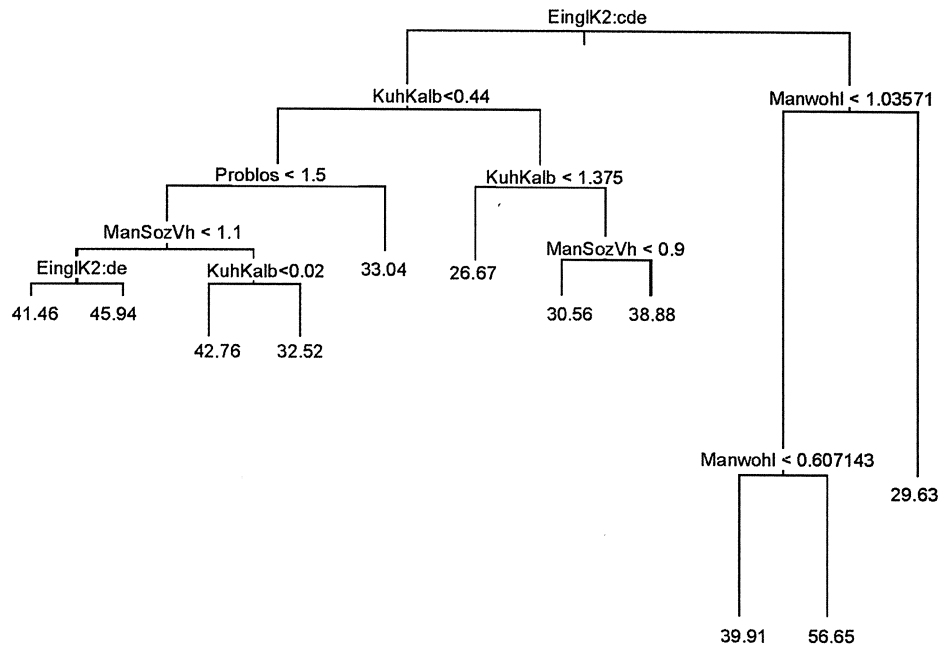 EinglK2:cde
KuhKalb<0.44
Manwohl < 1.03571
Problos < 1.5
KuhKalb < 1.375
ManSozVh < 1.1
ManSozVh < 0.9
EinglK2:de
KuhKalb<0.02
33.04
26.67
41.46
45.94
30.56
38.88
42.76
32.52
Manwohl < 0.607143
29.63
39.91
56.65